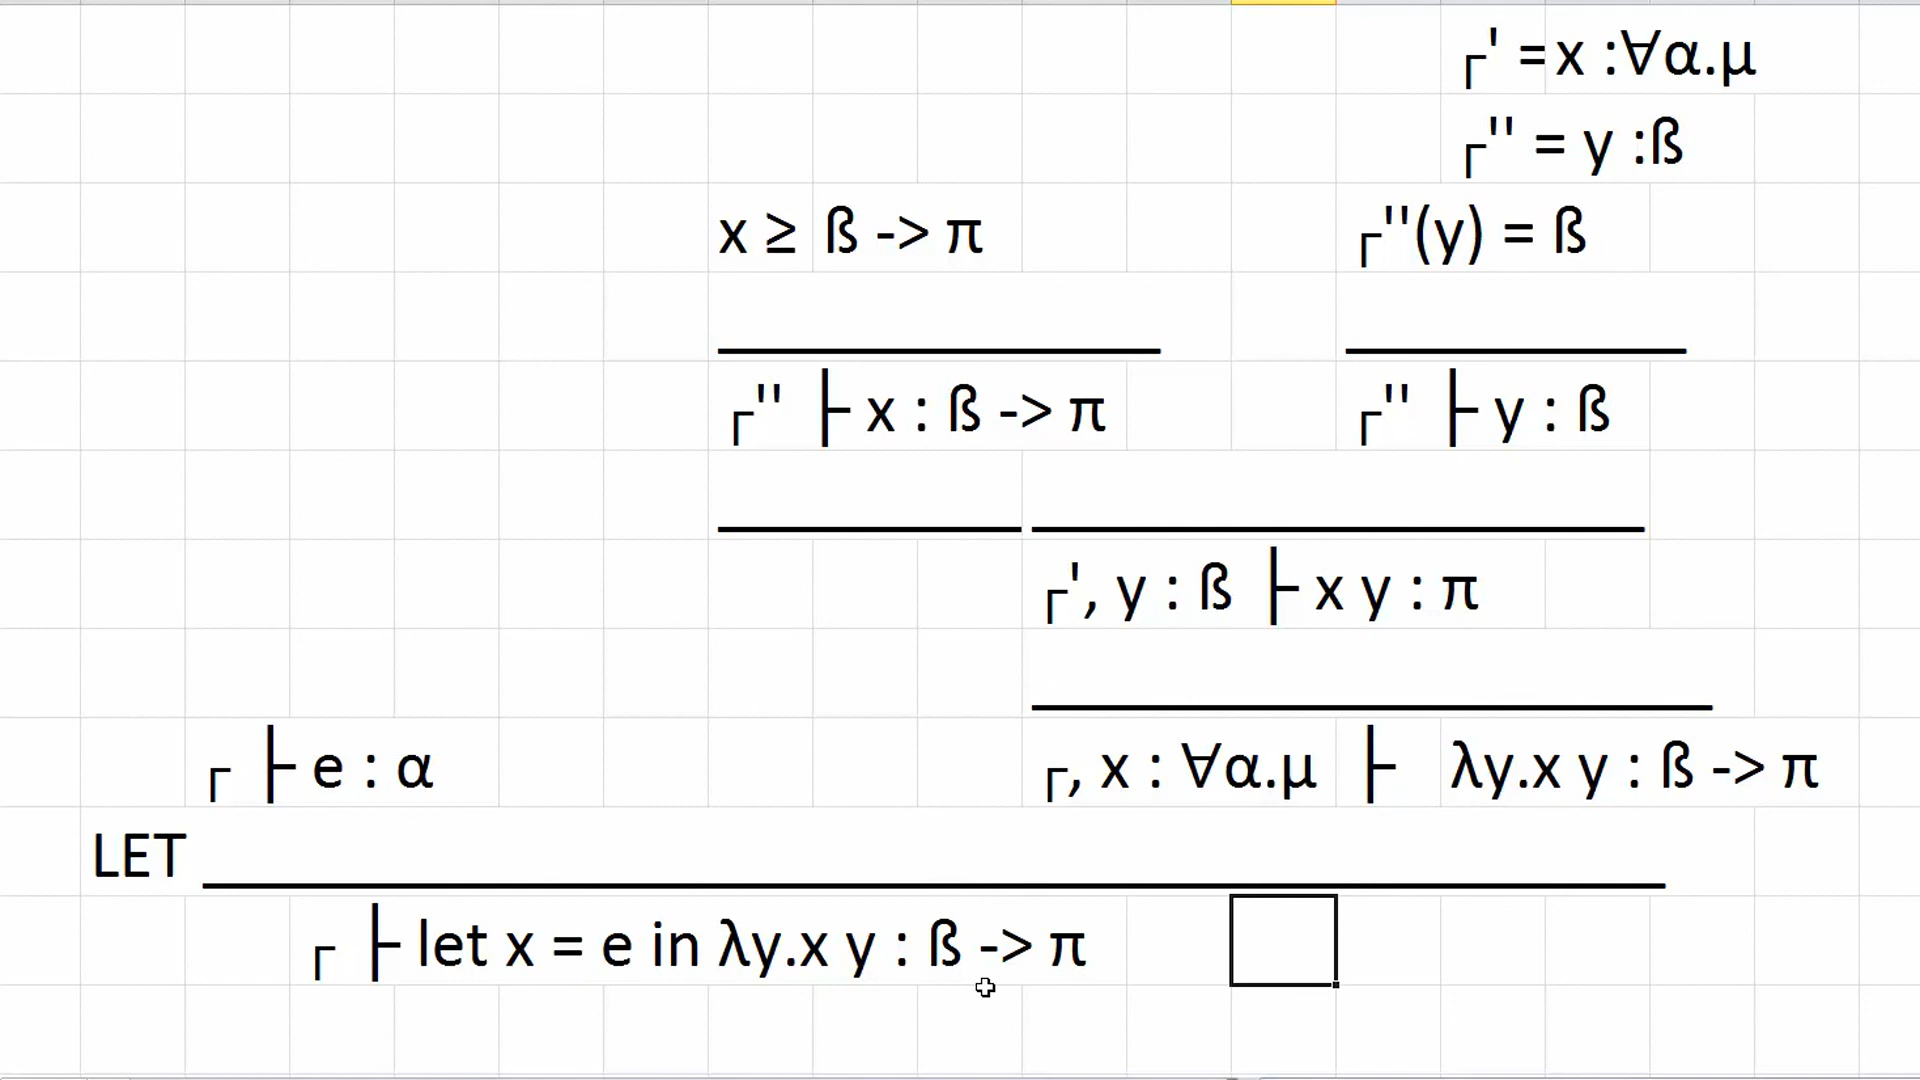 ┌' = x :∀α.μ
┌'' = y :ß
x ≥ ß -> π ┌''(y) = ß
┌'' ├ x : ß -> π ┌'' ├ y : ß
┌', y : ß ├ x y : π
┌ ├ e : α ┌, x : ∀α.μ ├ λy.x y : ß -> π
LET
┌ ├ let x = e in λy.x y : ß -> π